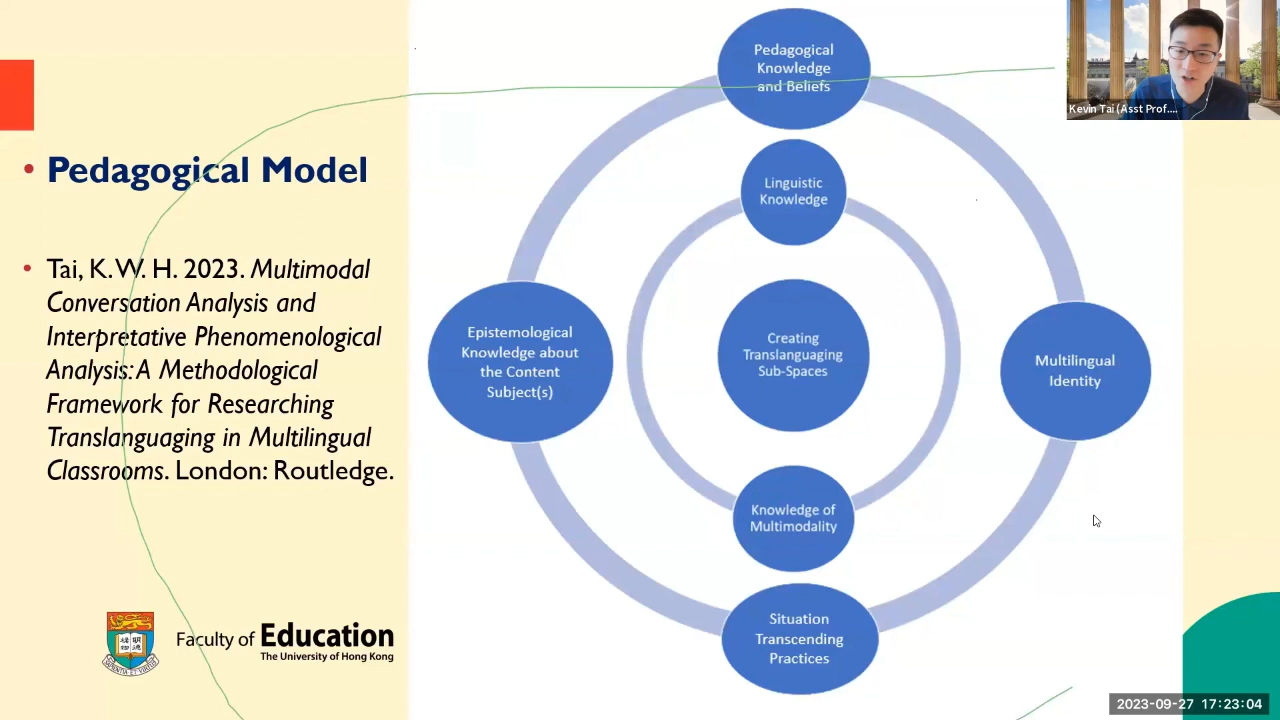 Pedagogical Model
Tai, K.W. H. 2023. Multimodal
Conversation Analysis and
Interpretative Phenomenological
Analysis: A Methodological
Framework for Researching
Translanguaging in Multilingual
Classrooms. London: Routledge.
Faculty of Education
The University of Hong Kong
Pedagogical
Knowledge
and Beliefs
Linguistic
Knowledge
Epistemological
Knowledge about
the Content
Subject(s)
Creating
Translanguaging
Sub-Spaces
Multilingual
Identity
Knowledge of
Multimodality
Situation
Transcending
Practices
Kevin Tai (Asst Prof....
2023-09-27 17:23:04